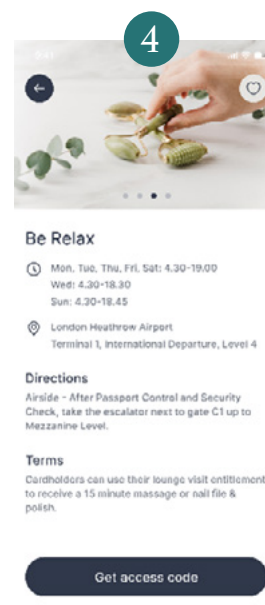 4
Be Relax
Mon, Tue, Thu, Fri, Sat: 4.30-19.00
Wed: 4.30-18.30
Sun: 4.30-18.45
London Heathrow Airport
Terminal 1, International Departure, Level 4
Directions
Airside - After Passport Control and Security
Check, take the escalator next to gate C1 up to
Mezzanine Level.
Terms
Cardholders can use their lounge visit entitlement
to receive a 15 minute massage or nail file &
polish.
Get access code